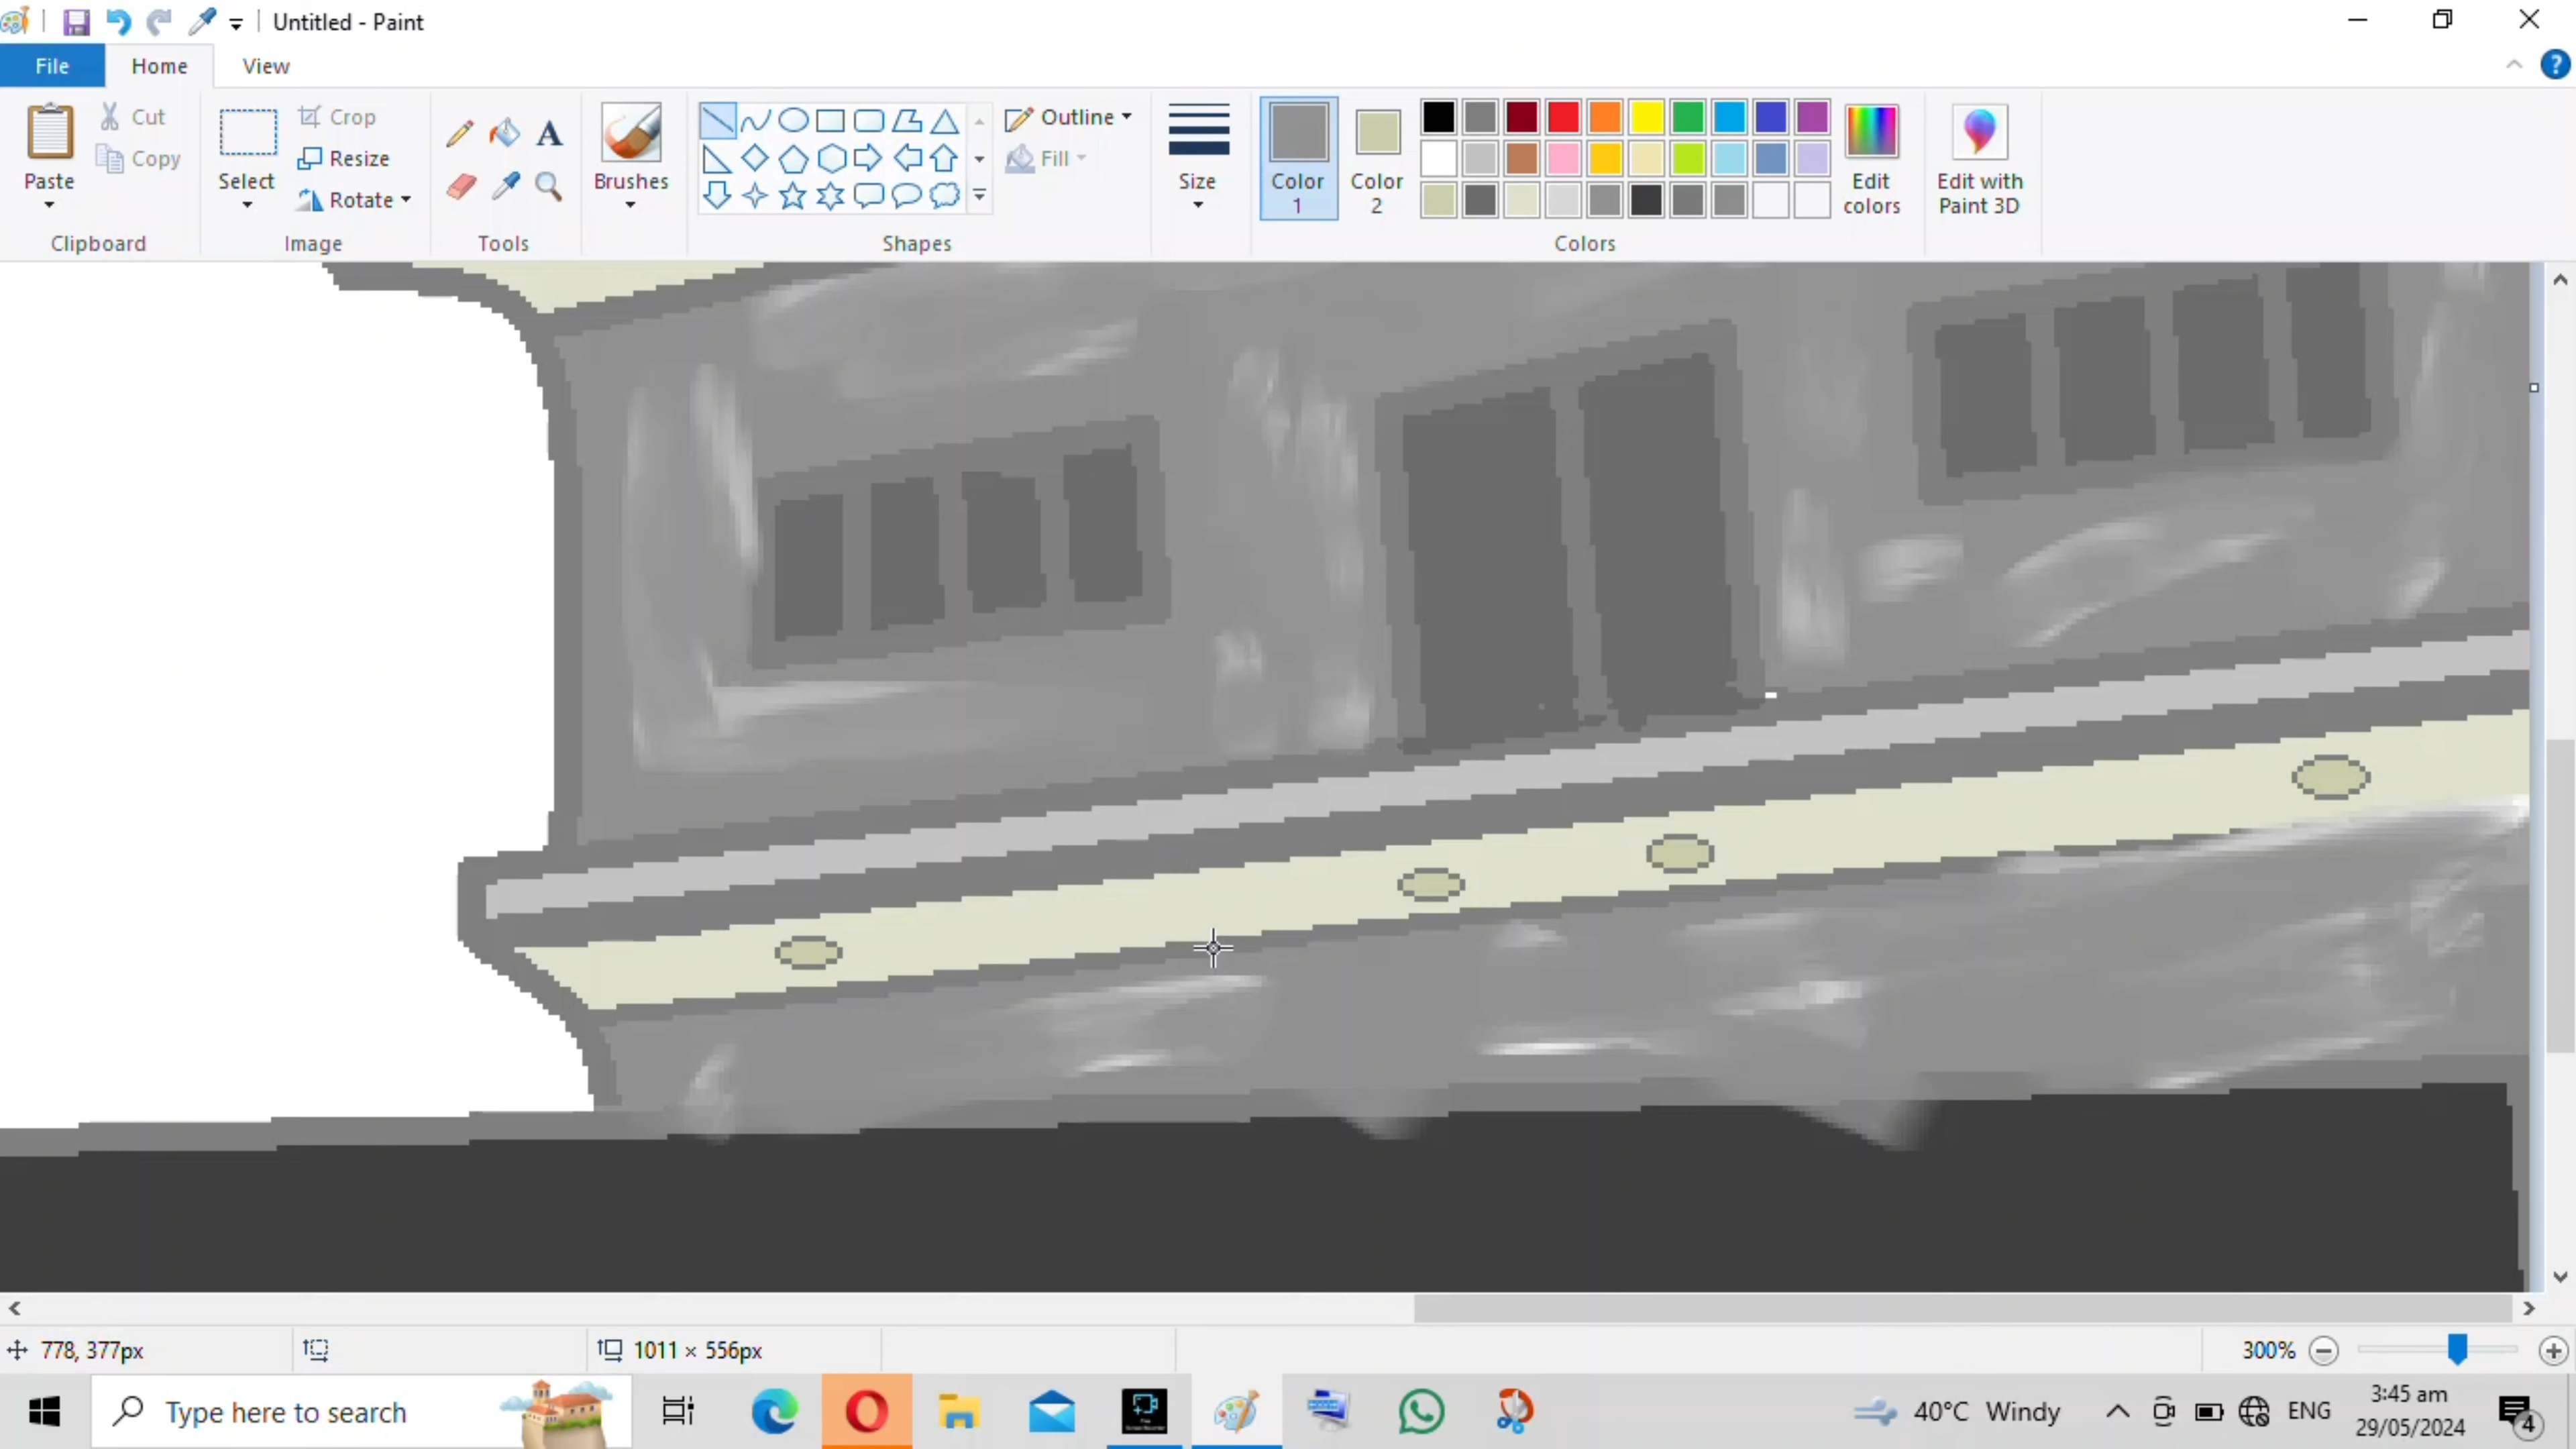 Untitled - Paint
File Home View
Cut Crop Outline
Copy Resize Fill
Paste Select Rotate Brushes Size Color 1 Color 2 Edit colors Edit with Paint 3D
Clipboard Image Tools Shapes Colors
778, 377px 1011 × 556px 300%
Type here to search 40°C Windy ENG 3:45 am
29/05/2024 4